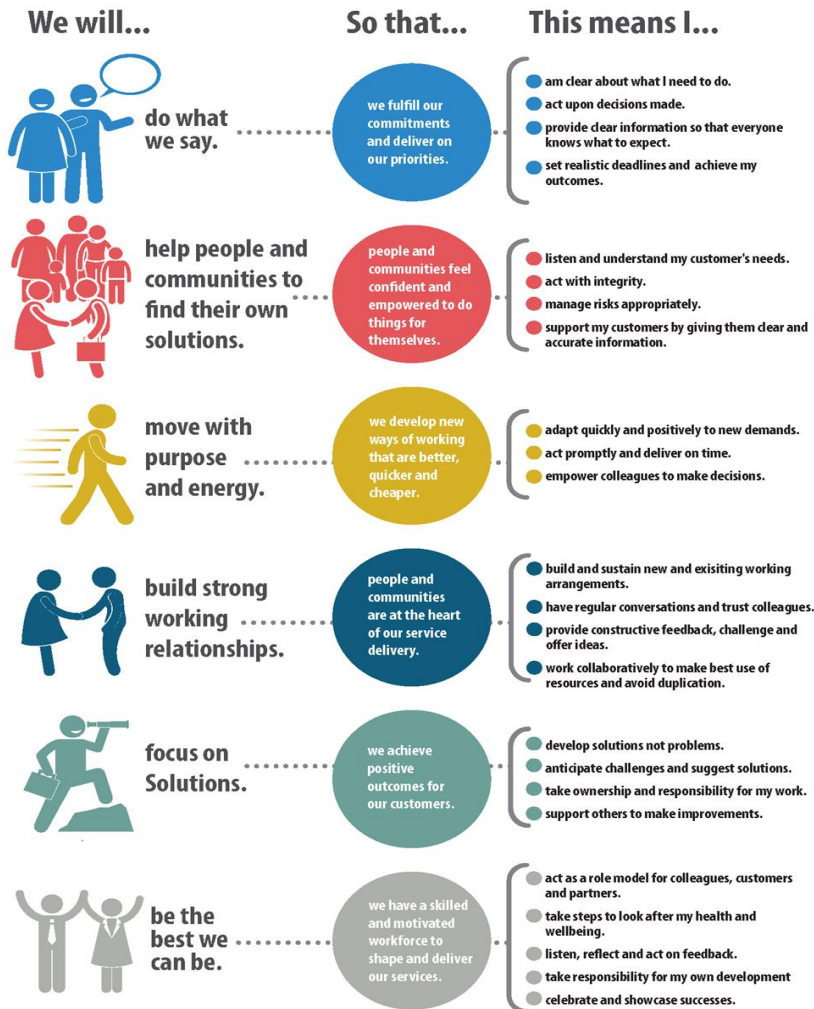 We will...
So that...
This means I...
do what
we say.
we fulfill our
commitments
and deliver on
our priorities.
am clear about what I need to do.
act upon decisions made.
provide clear information so that everyone
knows what to expect.
set realistic deadlines and achieve my
outcomes.
help people and
communities to
find their own
solutions.
people and
communities feel
confident and
empowered to do
things for
themselves.
listen and understand my customer's needs.
act with integrity.
manage risks appropriately.
support my customers by giving them clear and
accurate information.
move with
purpose
and energy.
we develop new
ways of working
that are better,
quicker and
cheaper.
adapt quickly and positively to new demands.
act promptly and deliver on time.
empower colleagues to make decisions.
build strong
working
relationships.
people and
communities
are at the heart
of our service
delivery.
build and sustain new and exisiting working
arrangements.
have regular conversations and trust colleagues.
provide constructive feedback, challenge and
offer ideas.
work collaboratively to make best use of
resources and avoid duplication.
focus on
Solutions.
we achieve
positive
outcomes for
our customers.
develop solutions not problems.
anticipate challenges and suggest solutions.
take ownership and responsibility for my work.
support others to make improvements.
be the
best we
can be.
we have a skilled
and motivated
workforce to
shape and deliver
our services.
act as a role model for colleagues, customers
and partners.
take steps to look after my health and
wellbeing.
listen, reflect and act on feedback.
take responsibility for my own development
celebrate and showcase successes.